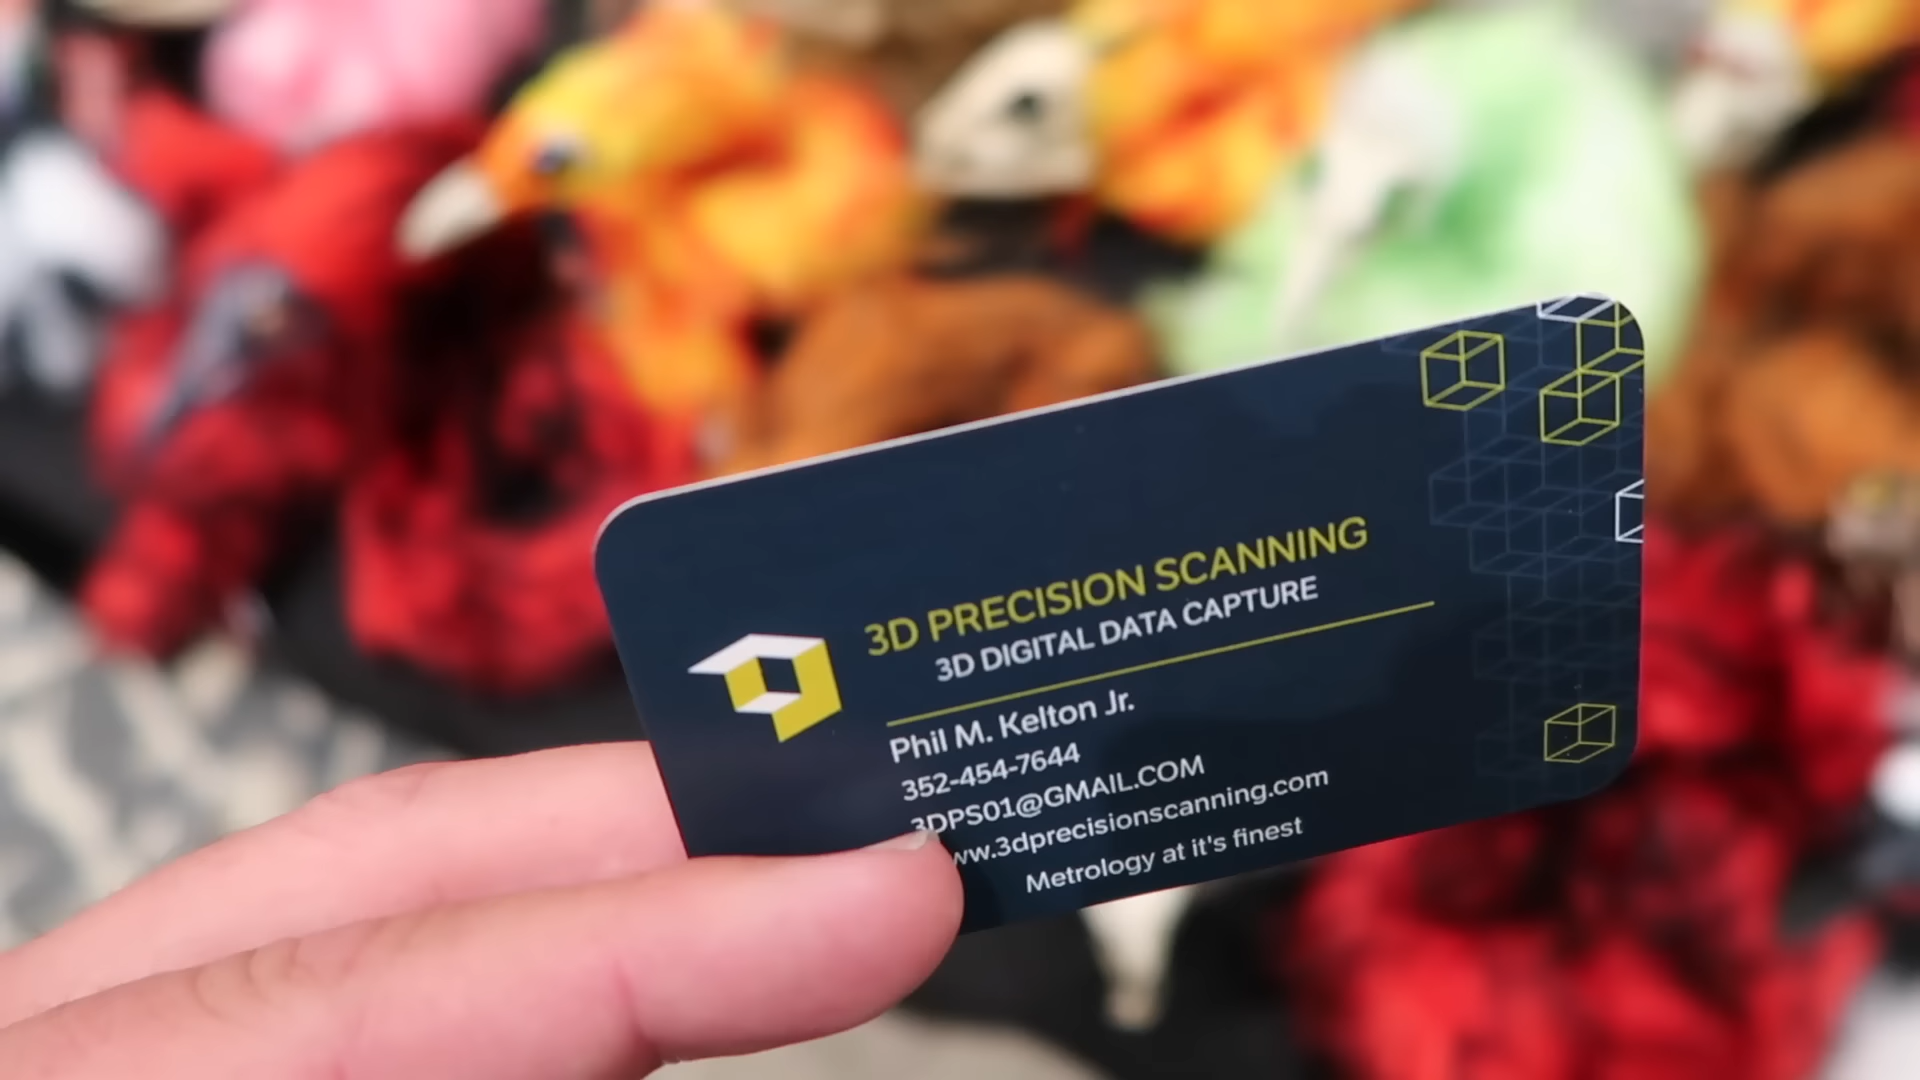 3D PRECISION SCANNING
3D DIGITAL DATA CAPTURE
Phil M. Kelton Jr.
352-454-7644
3DPS01@GMAIL.COM
ww.3dprecisionscanning.com
Metrology at it's finest